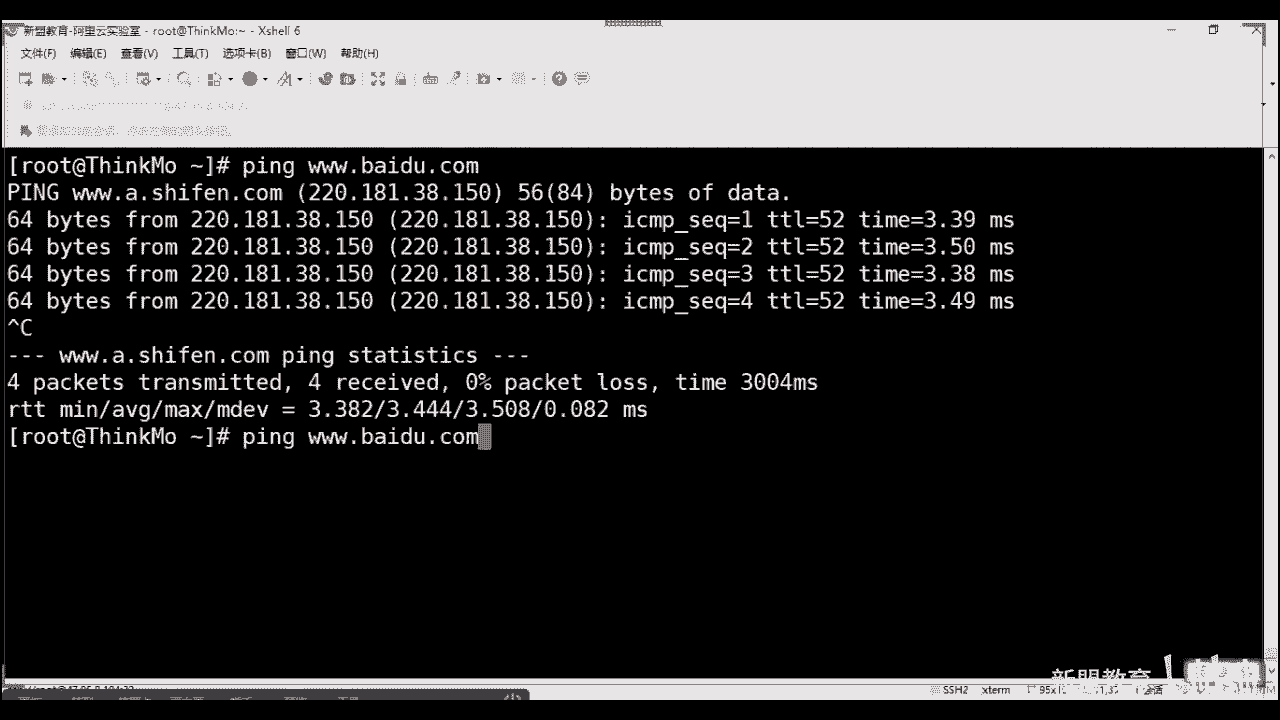 新盟教育-阿里云实验室 - root@ThinkMo:~ - Xshell 6
文件(F) 编辑(E) 查看(V) 工具(T) 选项卡(B) 窗口(W) 帮助(H)
[root@ThinkMo ~]# ping www.baidu.com
PING www.a.shifen.com (220.181.38.150) 56(84) bytes of data.
64 bytes from 220.181.38.150 (220.181.38.150): icmp_seq=1 ttl=52 time=3.39 ms
64 bytes from 220.181.38.150 (220.181.38.150): icmp_seq=2 ttl=52 time=3.50 ms
64 bytes from 220.181.38.150 (220.181.38.150): icmp_seq=3 ttl=52 time=3.38 ms
64 bytes from 220.181.38.150 (220.181.38.150): icmp_seq=4 ttl=52 time=3.49 ms
^C
--- www.a.shifen.com ping statistics ---
4 packets transmitted, 4 received, 0% packet loss, time 3004ms
rtt min/avg/max/mdev = 3.382/3.444/3.508/0.082 ms
[root@ThinkMo ~]# ping www.baidu.com
新盟教育
SSH2 xterm